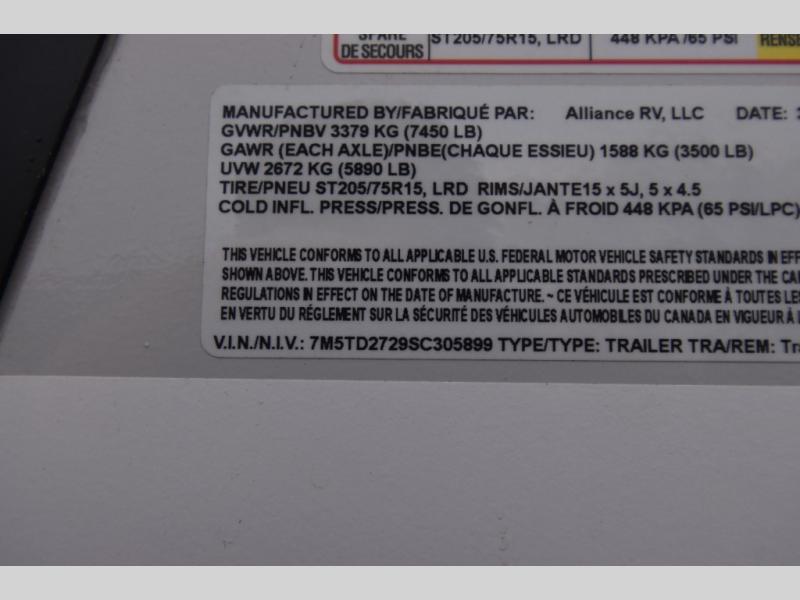 SPARE
DE SECOURS
ST205/75R15, LRD
448 KPA /65 PSI
MANUFACTURED BY/FABRIQUÉ PAR: Alliance RV, LLC DATE:
GVWR/PNBV 3379 KG (7450 LB)
GAWR (EACH AXLE)/PNBE(CHAQUE ESSIEU) 1588 KG (3500 LB)
UVW 2672 KG (5890 LB)
TIRE/PNEU ST205/75R15, LRD RIMS/JANTE15 x 5J, 5 x 4.5
COLD INFL. PRESS/PRESS. DE GONFL. À FROID 448 KPA (65 PSI/LPC)
THIS VEHICLE CONFORMS TO ALL APPLICABLE U.S. FEDERAL MOTOR VEHICLE SAFETY STANDARDS IN EFF
SHOWN ABOVE. THIS VEHICLE CONFORMS TO ALL APPLICABLE STANDARDS PRESCRIBED UNDER THE CA
REGULATIONS IN EFFECT ON THE DATE OF MANUFACTURE. ~ CE VÉHICULE EST CONFORME À TOUTES LES
EN VERTU DU RÉGLEMENT SUR LA SÉCURITÉ DES VÉHICULES AUTOMOBILES DU CANADA EN VIGUEUR À
V.I.N./N.I.V.: 7M5TD2729SC305899 TYPE/TYPE: TRAILER TRA/REM: Tr